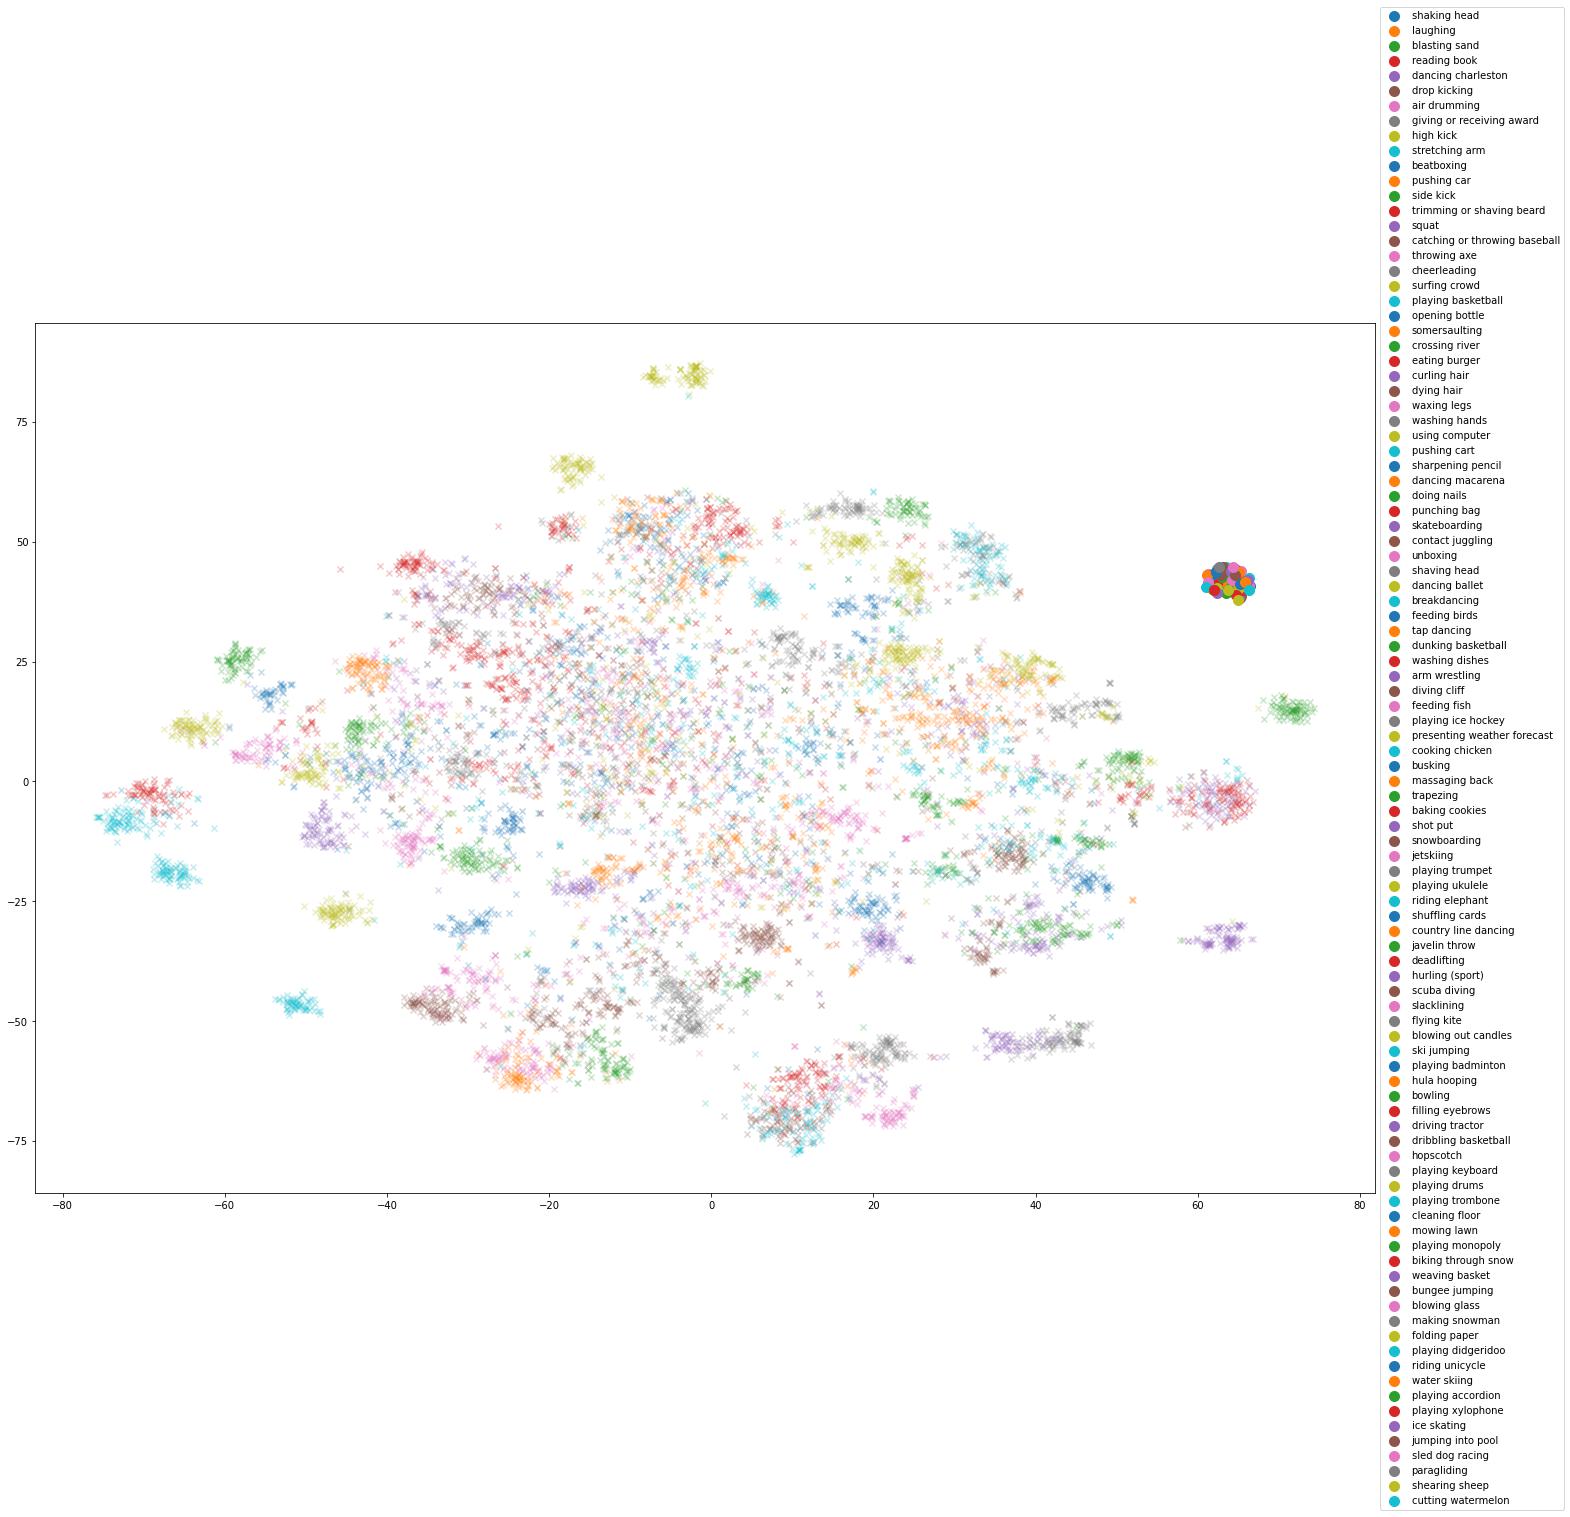 shaking head
laughing
blasting sand
reading book
dancing charleston
drop kicking
air drumming
giving or receiving award
high kick
stretching arm
beatboxing
pushing car
side kick
trimming or shaving beard
squat
catching or throwing baseball
throwing axe
cheerleading
surfing crowd
playing basketball
opening bottle
somersaulting
crossing river
eating burger
curling hair
dying hair
waxing legs
washing hands
using computer
pushing cart
sharpening pencil
dancing macarena
doing nails
punching bag
skateboarding
contact juggling
unboxing
shaving head
dancing ballet
breakdancing
feeding birds
tap dancing
dunking basketball
washing dishes
arm wrestling
diving cliff
feeding fish
playing ice hockey
presenting weather forecast
cooking chicken
busking
massaging back
trapezing
baking cookies
shot put
snowboarding
jetskiing
playing trumpet
playing ukulele
riding elephant
shuffling cards
country line dancing
javelin throw
deadlifting
hurling (sport)
scuba diving
slacklining
flying kite
blowing out candles
ski jumping
playing badminton
hula hooping
bowling
filling eyebrows
driving tractor
dribbling basketball
hopscotch
playing keyboard
playing drums
playing trombone
cleaning floor
mowing lawn
playing monopoly
biking through snow
weaving basket
bungee jumping
blowing glass
making snowman
folding paper
playing didgeridoo
riding unicycle
water skiing
playing accordion
playing xylophone
ice skating
jumping into pool
sled dog racing
paragliding
shearing sheep
cutting watermelon
75
50
25
0
−25
−50
−75
−80 −60 −40 −20 0 20 40 60 80